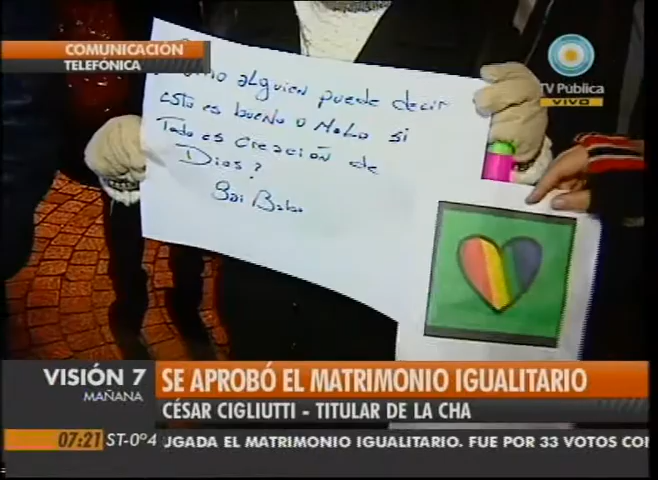 COMUNICACIÓN
TELEFÓNICA
TV Pública
VIVO
alguien puede decir
esto es bueno o Malo si
Todo es creación de
Dios?
Sai Baba
VISIÓN 7
MAÑANA
SE APROBÓ EL MATRIMONIO IGUALITARIO
CÉSAR CIGLIUTTI - TITULAR DE LA CHA
07:21 ST-0°4 UGADA EL MATRIMONIO IGUALITARIO. FUE POR 33 VOTOS CO